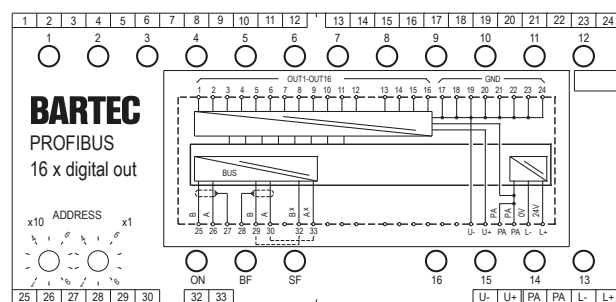 1 2 3 4 5 6 7 8 9 10 11 12 13 14 15 16 17 18 19 20 21 22 23 24
1 2 3 4 5 6 7 8 9 10 11 12
OUT1-OUT16 GND
1 2 3 4 5 6 7 8 9 10 11 12 13 14 15 16 17 18 19 20 21 22 23 24
BARTEC
PROFIBUS
16 x digital out
BUS
B A B A BX AX PA PA 0V 24V
25 26 27 28 29 30 32 33 U- U+ PA PA L- L+
ADDRESS
x10 x1
ON BF SF 16 15 14 13
25 26 27 28 29 30 32 33 U- U+ PA PA L- L+